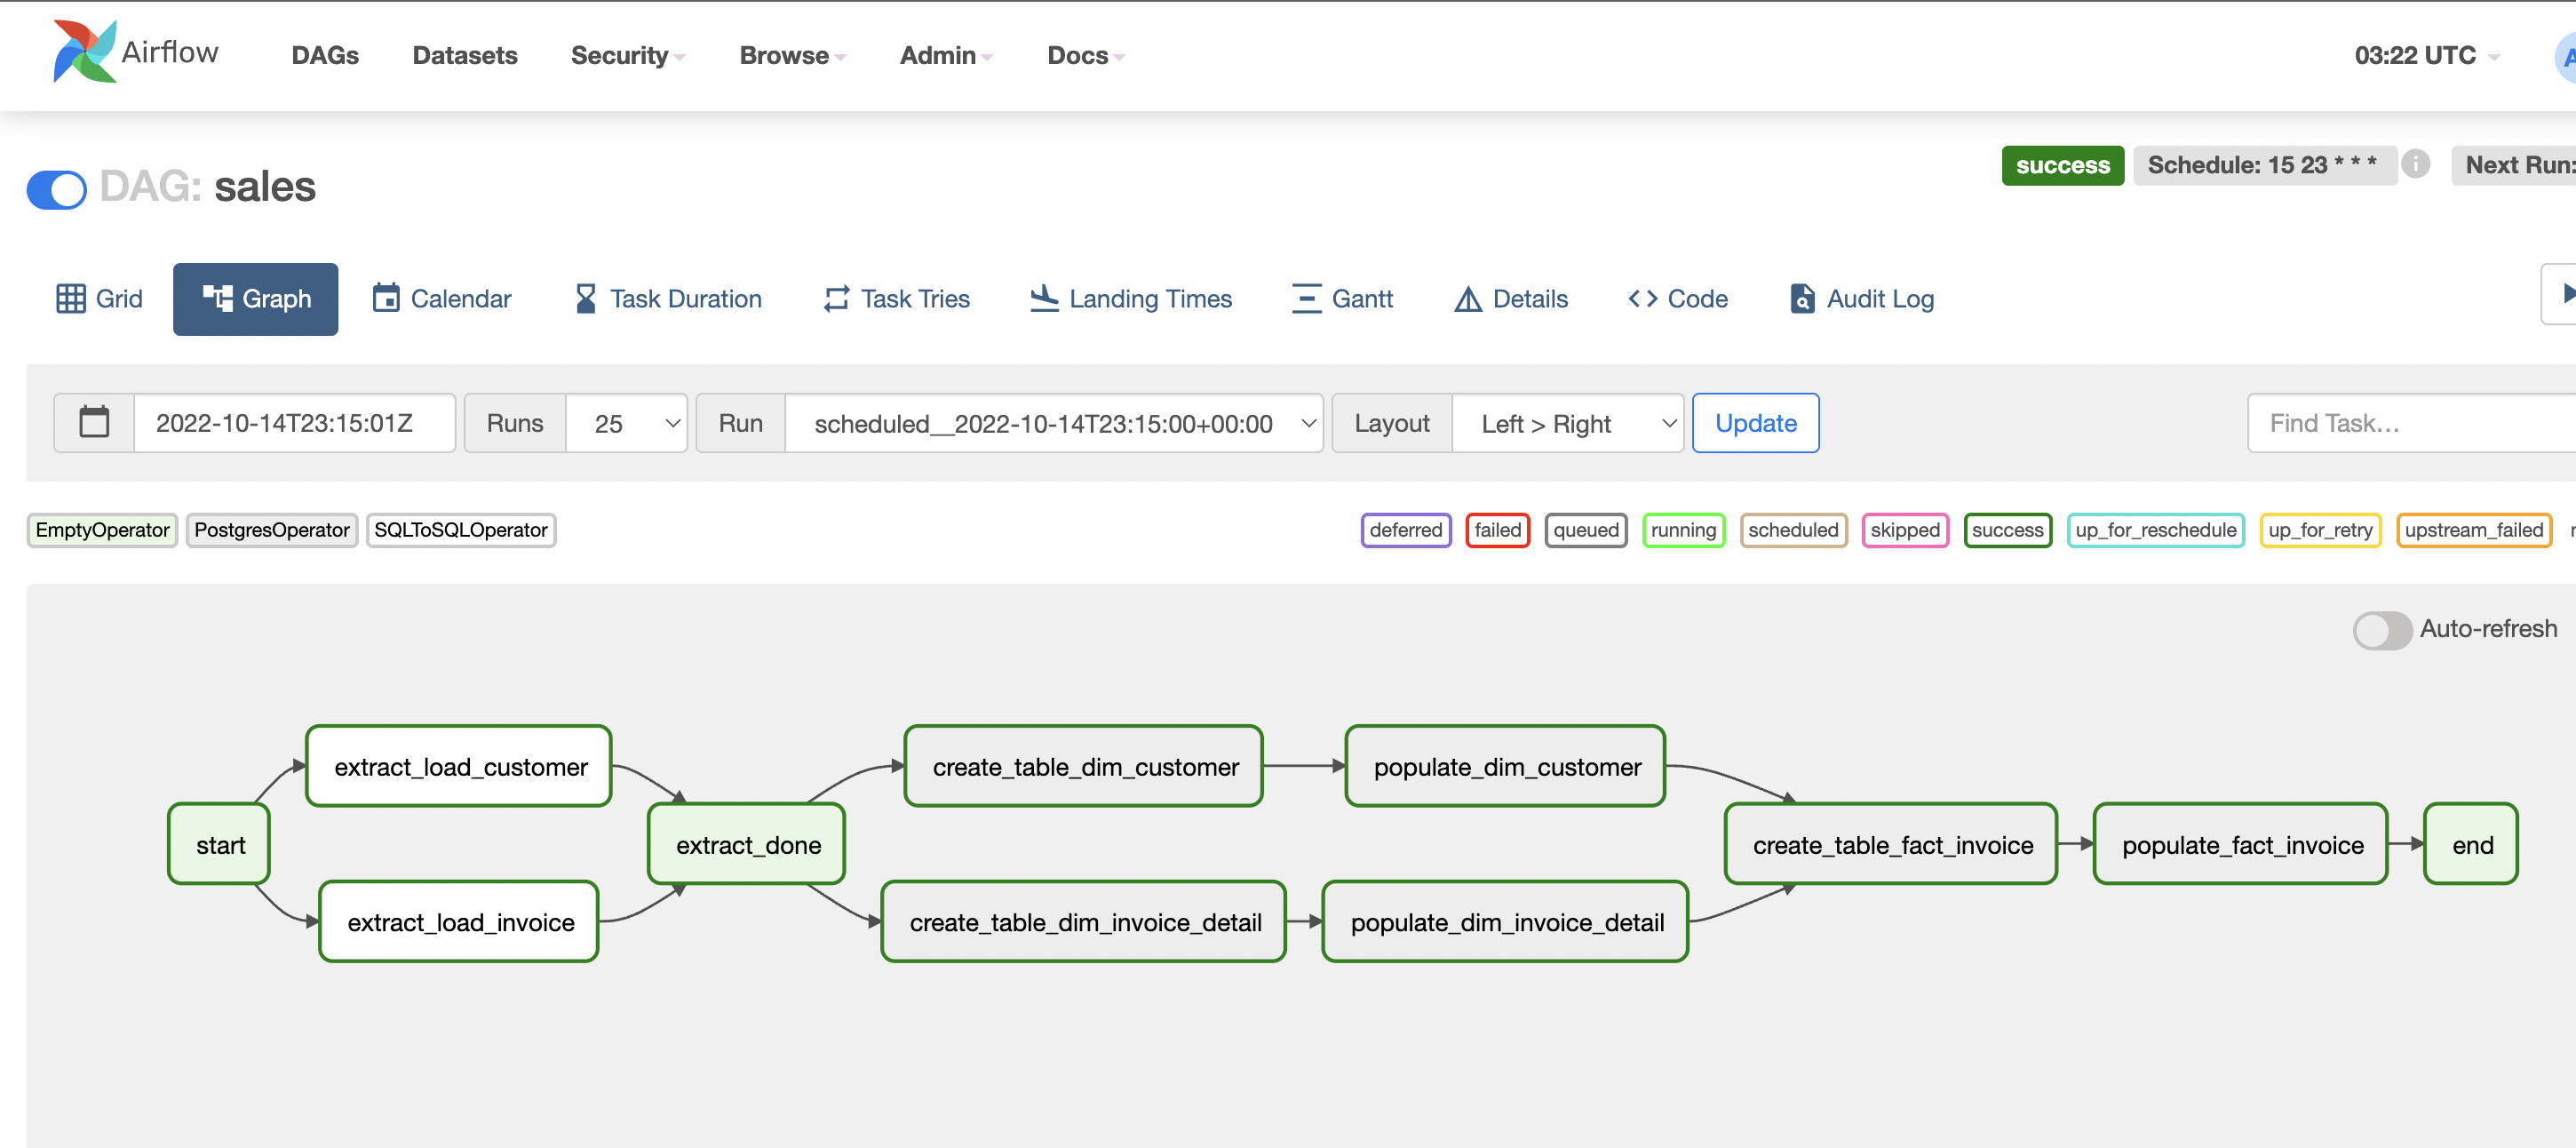 Airflow DAGs Datasets Security Browse Admin Docs 03:22 UTC A
DAG: sales
success Schedule: 15 23 * * * i Next Run:
Grid Graph Calendar Task Duration Task Tries Landing Times Gantt Details Code Audit Log
2022-10-14T23:15:01Z Runs 25 Run scheduled__2022-10-14T23:15:00+00:00 Layout Left > Right Update Find Task…
EmptyOperator PostgresOperator SQLToSQLOperator deferred failed queued running scheduled skipped success up_for_reschedule up_for_retry upstream_failed
Auto-refresh
extract_load_customer create_table_dim_customer populate_dim_customer
start extract_done create_table_fact_invoice populate_fact_invoice end
extract_load_invoice create_table_dim_invoice_detail populate_dim_invoice_detail